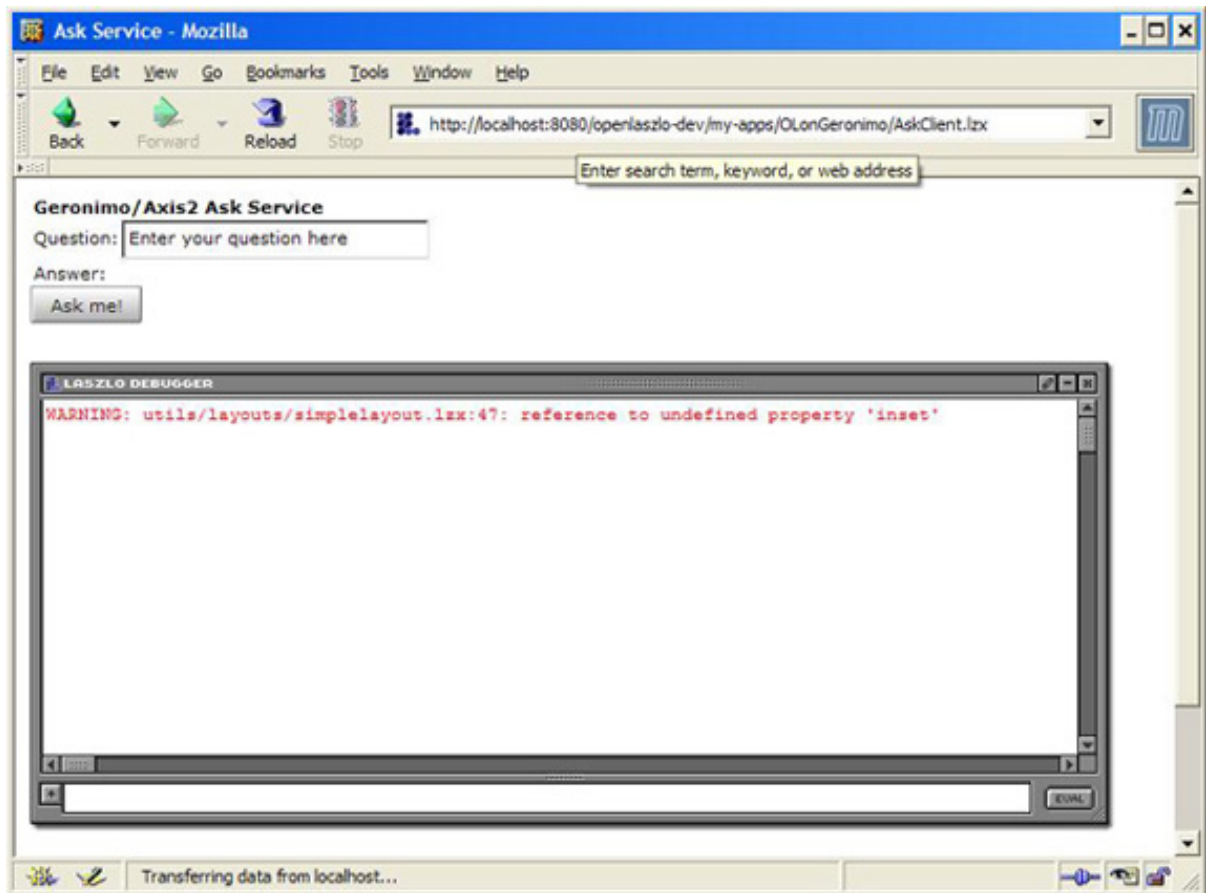 Ask Service - Mozilla
File Edit View Go Bookmarks Tools Window Help
Back Forward Reload Stop http://localhost:8080/openlaszlo-dev/my-apps/OLonGeronimo/AskClient.lzx
Enter search term, keyword, or web address
Geronimo/Axis2 Ask Service
Question: Enter your question here
Answer:
Ask me!
LASZLO DEBUGGER
WARNING: utils/layouts/simplelayout.lzx:47: reference to undefined property 'inset'
EVAL
Transferring data from localhost...